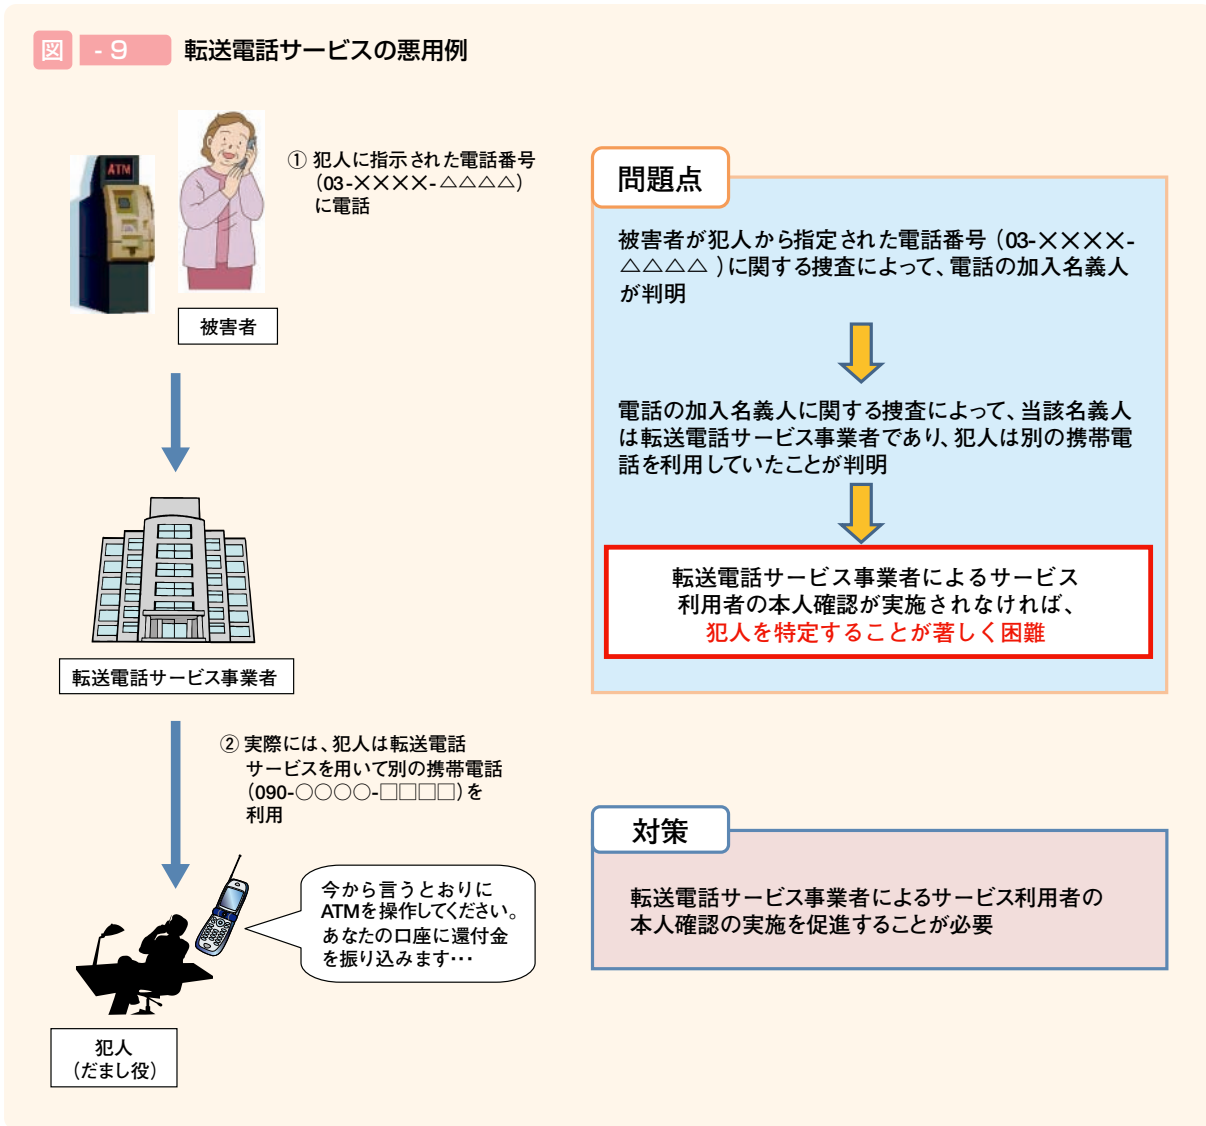 図 -9 転送電話サービスの悪用例
ATM
① 犯人に指示された電話番号
（03-××××-△△△△）
に電話
被害者
転送電話サービス事業者
② 実際には、犯人は転送電話
サービスを用いて別の携帯電話
（090-○○○○-□□□□）を
利用
今から言うとおりに
ATMを操作してください。
あなたの口座に還付金
を振り込みます･･･
犯人
（だまし役）
問題点
被害者が犯人から指定された電話番号（03-××××-
△△△△ ）に関する捜査によって、電話の加入名義人
が判明
電話の加入名義人に関する捜査によって、当該名義人
は転送電話サービス事業者であり、犯人は別の携帯電
話を利用していたことが判明
転送電話サービス事業者によるサービス
利用者の本人確認が実施されなければ、
犯人を特定することが著しく困難
対策
転送電話サービス事業者によるサービス利用者の
本人確認の実施を促進することが必要